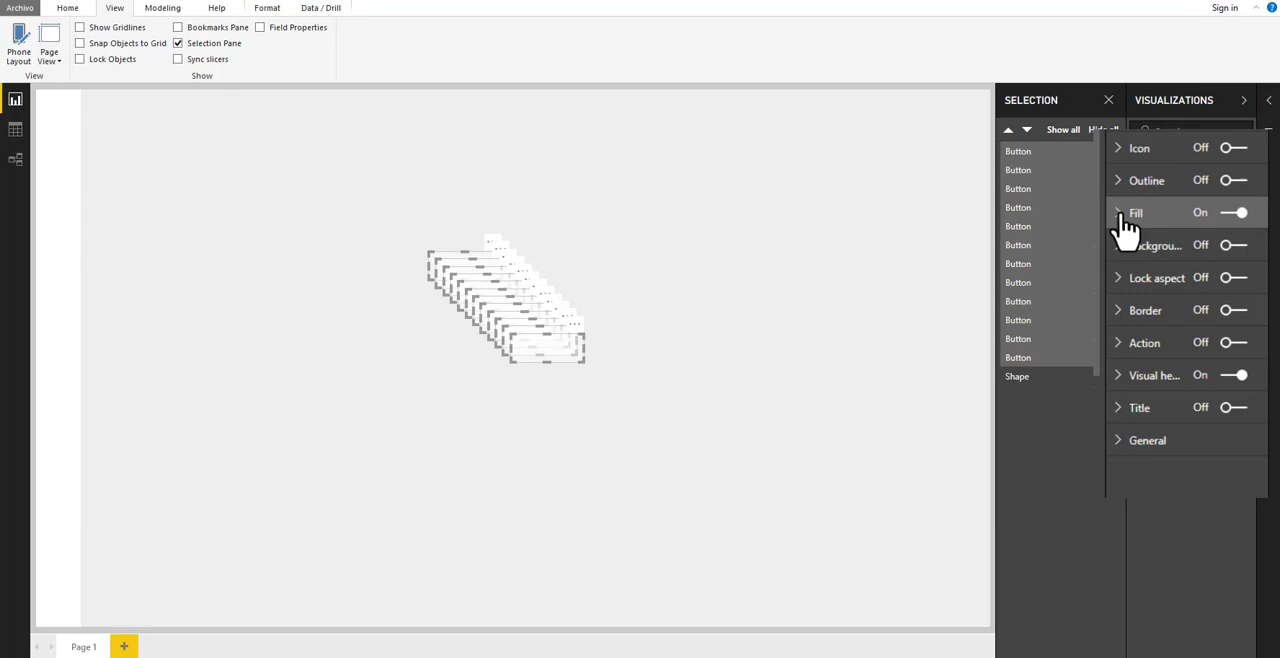 Archivo Home View Modeling Help Format Data / Drill Sign in
Show Gridlines Bookmarks Pane Field Properties
Snap Objects to Grid Selection Pane
Lock Objects Sync slicers
Phone Layout
Page View
View Show
SELECTION VISUALIZATIONS
Show all Hide all
Button
Button
Button
Button
Button
Button
Button
Button
Button
Button
Button
Button
Shape
Icon Off
Outline Off
Fill On
ackgrou... Off
Lock aspect Off
Border Off
Action Off
Visual he... On
Title Off
General
Page 1